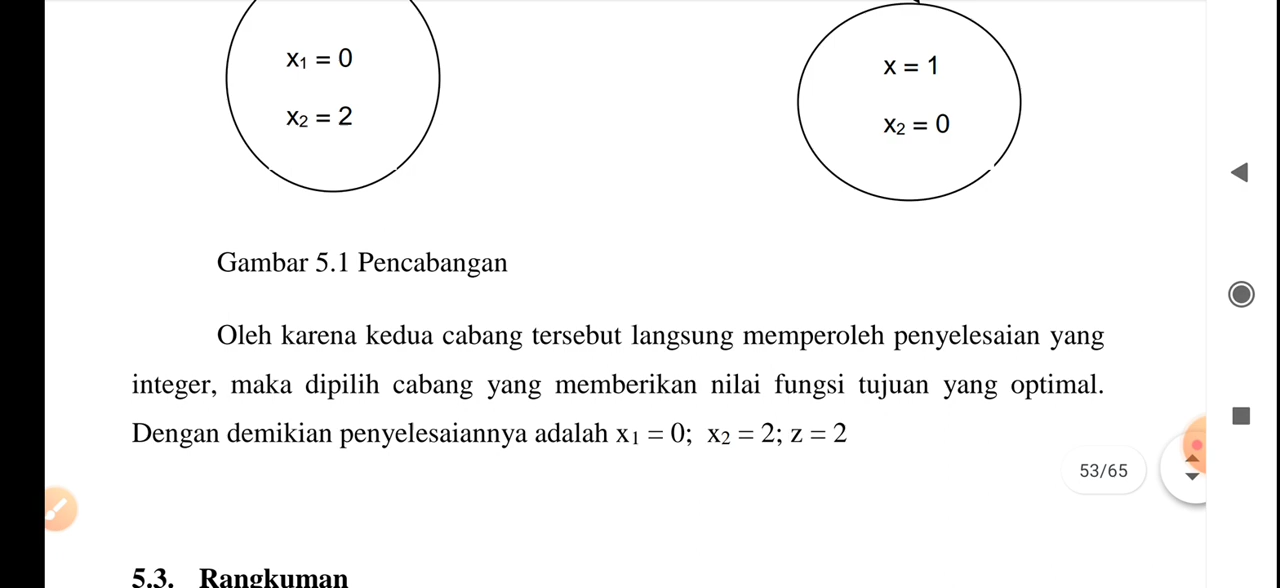 x₁ = 0
x₂ = 2
x = 1
x₂ = 0
Gambar 5.1 Pencabangan
Oleh karena kedua cabang tersebut langsung memperoleh penyelesaian yang
integer, maka dipilih cabang yang memberikan nilai fungsi tujuan yang optimal.
Dengan demikian penyelesaiannya adalah x₁ = 0; x₂ = 2; z = 2
53/65
5.3. Rangkuman